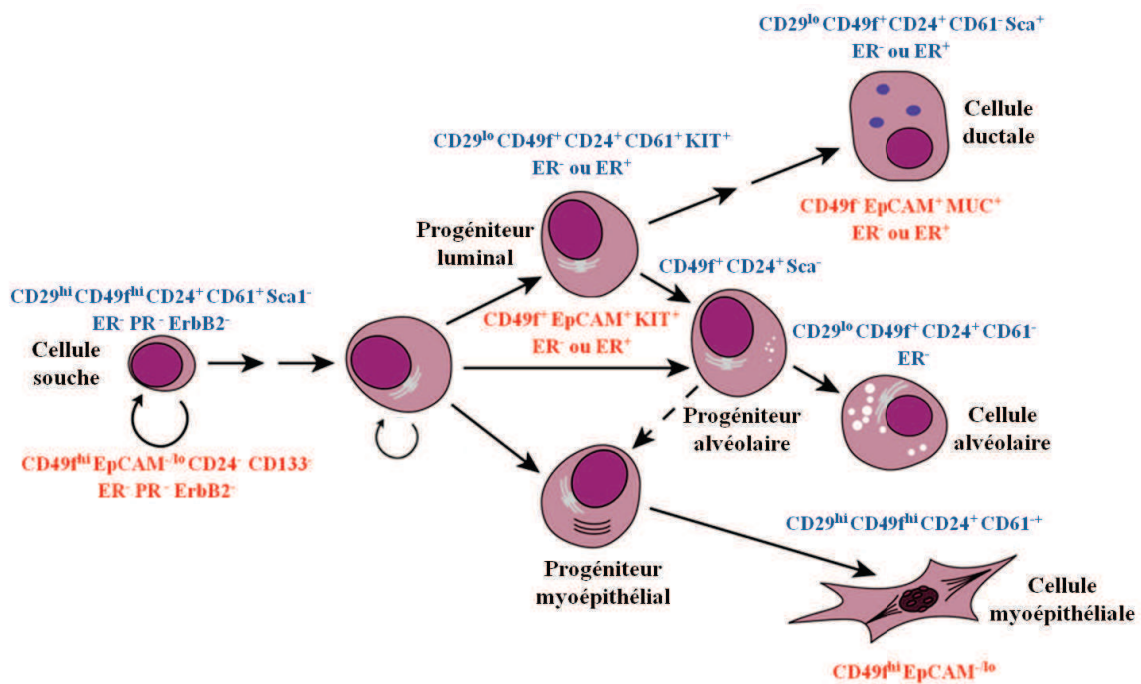 CD29hi CD49fhi CD24+ CD61+ Sca1-
ER- PR- ErbB2-
Cellule
souche
CD49fhi EpCAM-/lo CD24- CD133-
ER- PR- ErbB2-
CD29lo CD49f+ CD24+ CD61+ KIT+
ER- ou ER+
Progéniteur
luminal
CD49f+ EpCAM+ KIT+
ER- ou ER+
CD29lo CD49f+ CD24+ CD61- Sca+
ER- ou ER+
Cellule
ductale
CD49f- EpCAM+ MUC+
ER- ou ER+
CD49f+ CD24+ Sca-
Progéniteur
alvéolaire
CD29lo CD49f+ CD24+ CD61-
ER-
Cellule
alvéolaire
Progéniteur
myoépithélial
CD29hi CD49fhi CD24+ CD61-+
Cellule
myoépithéliale
CD49fhi EpCAM-/lo